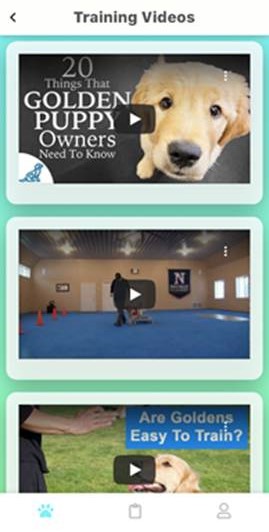 Training Videos
20
Things That
GOLDEN
PUPPY
Owners
Need To Know
N
Are Goldens
Easy To Train?